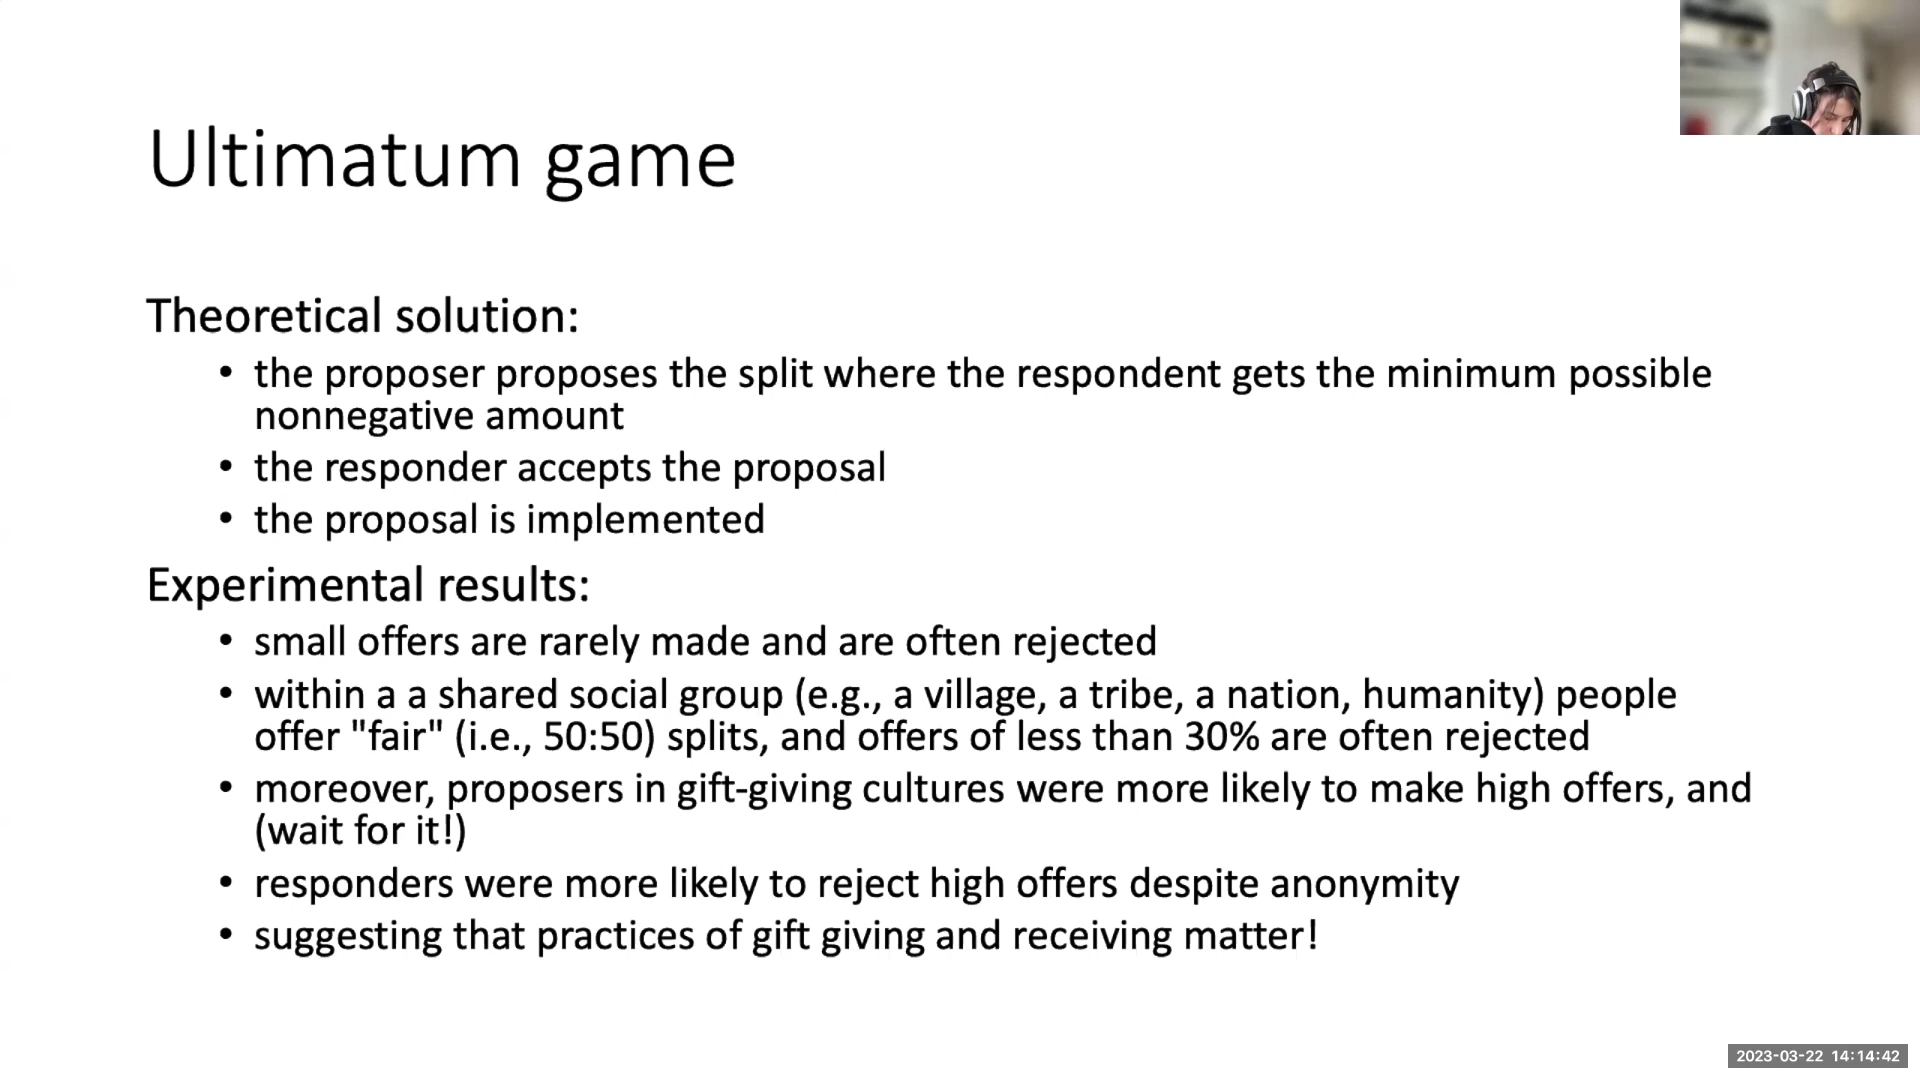 Ultimatum game
Theoretical solution:
• the proposer proposes the split where the respondent gets the minimum possible
nonnegative amount
• the responder accepts the proposal
• the proposal is implemented
Experimental results:
• small offers are rarely made and are often rejected
• within a a shared social group (e.g., a village, a tribe, a nation, humanity) people
offer "fair" (i.e., 50:50) splits, and offers of less than 30% are often rejected
• moreover, proposers in gift-giving cultures were more likely to make high offers, and
(wait for it!)
• responders were more likely to reject high offers despite anonymity
• suggesting that practices of gift giving and receiving matter!
2023-03-22 14:14:42